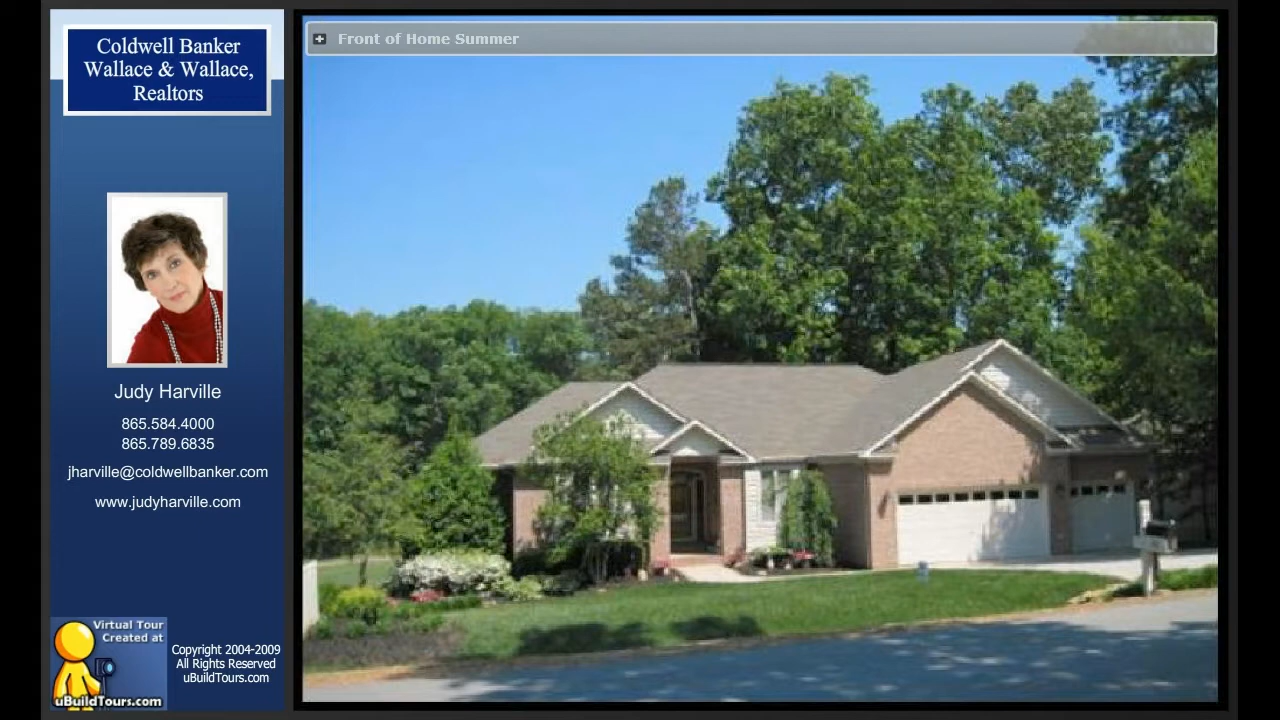 Coldwell Banker
Wallace & Wallace,
Realtors
Front of Home Summer
Judy Harville
865.584.4000
865.789.6835
jharville@coldwellbanker.com
www.judyharville.com
Virtual Tour
Created at
uBuildTours.com
Copyright 2004-2009
All Rights Reserved
uBuildTours.com